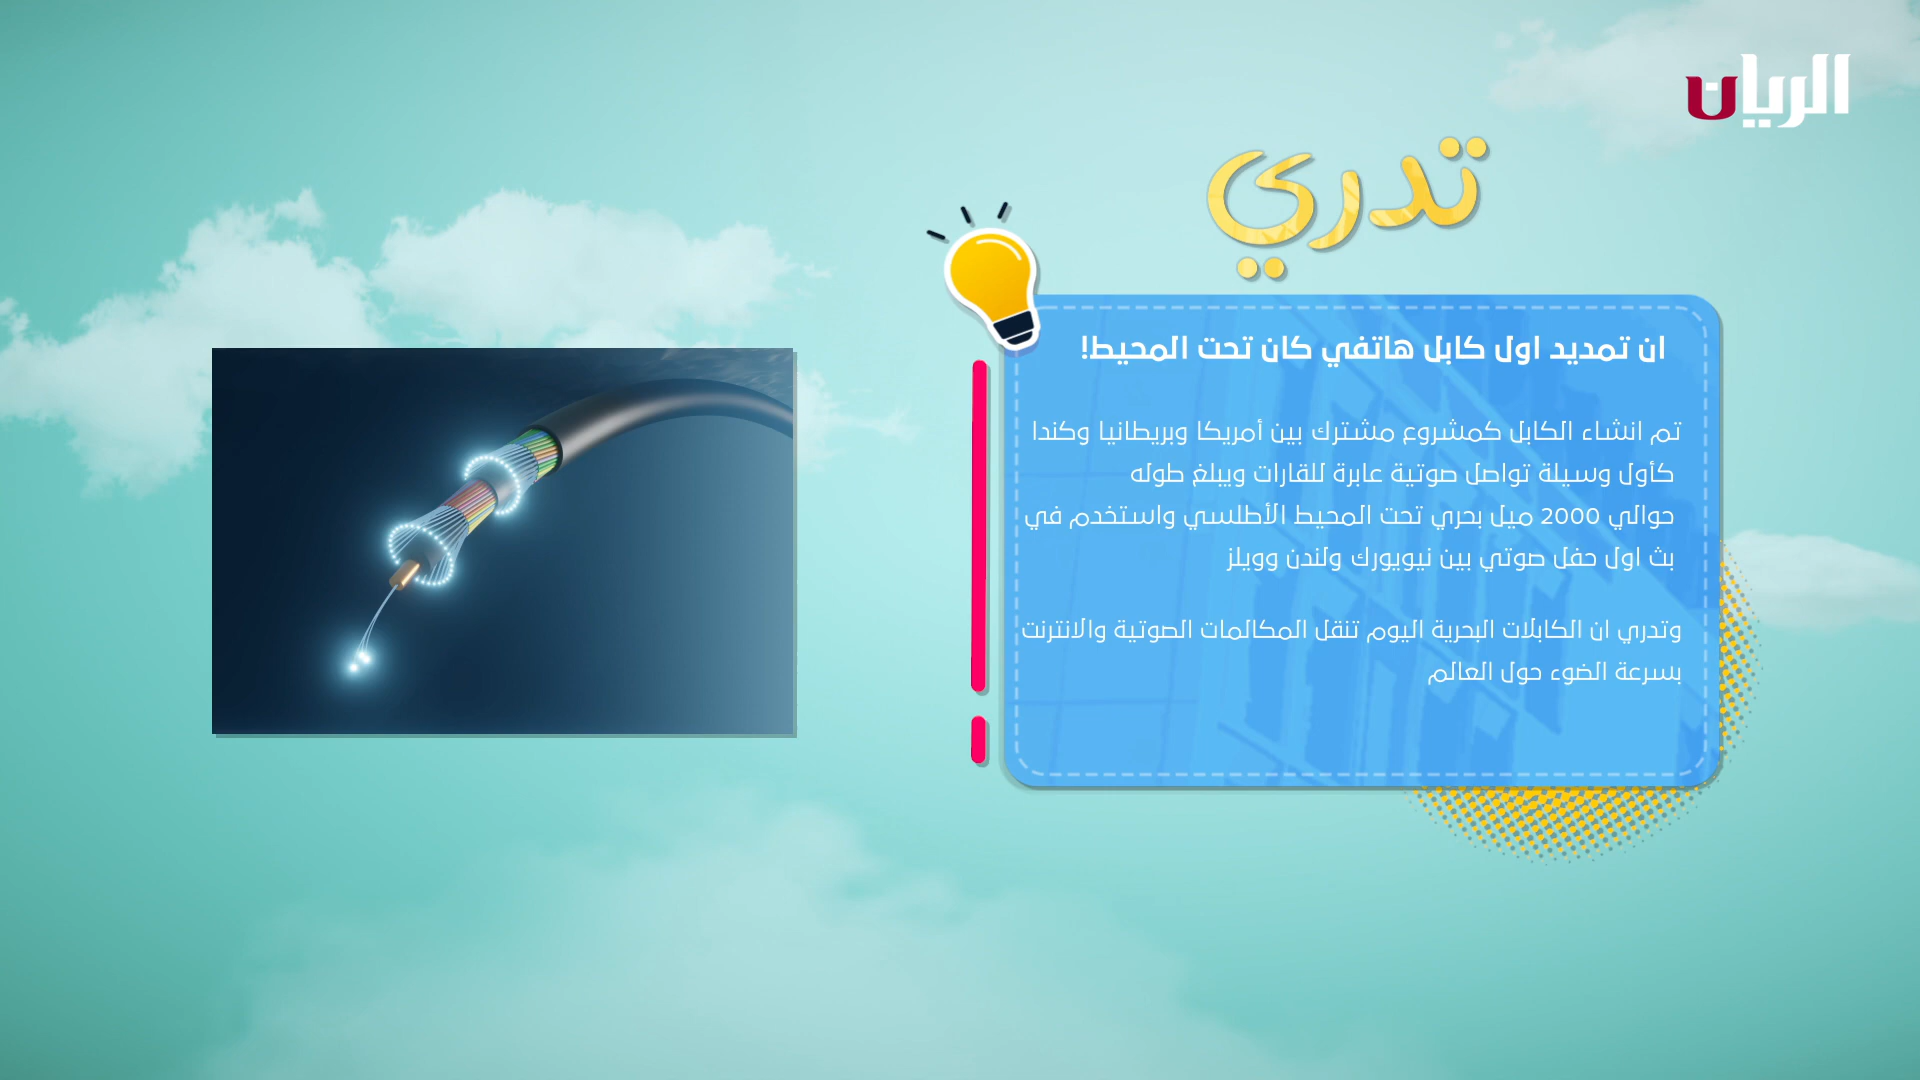 الريان
تدري
ان تمديد اول كابل هاتفي كان تحت المحيط!
تم انشاء الكابل كمشروع مشترك بين أمريكا وبريطانيا وكندا
كأول وسيلة تواصل صوتية عابرة للقارات ويبلغ طوله
حوالي 2000 ميل بحري تحت المحيط الأطلسي واستخدم في
بث اول حفل صوتي بين نيويورك ولندن وويلز
وتدري ان الكابلات البحرية اليوم تنقل المكالمات الصوتية والانترنت
بسرعة الضوء حول العالم